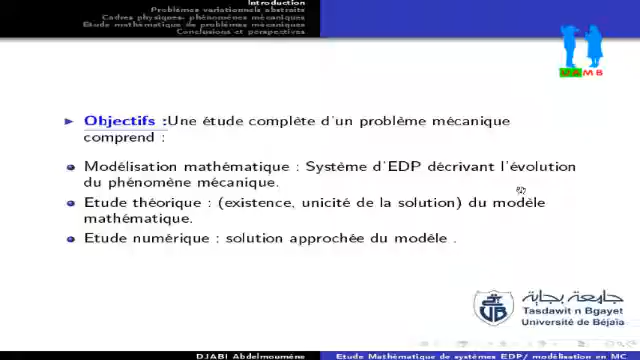 Introduction
Problèmes variationnels abstraits
Cadres physiques- phénomènes mécaniques
Etude mathématique de problèmes mécaniques
Conclusions et perspectives
M A M B
Objectifs :Une étude complète d'un problème mécanique
comprend :
Modélisation mathématique : Système d'EDP décrivant l'évolution
du phénomène mécanique.
Etude théorique : (existence, unicité de la solution) du modèle
mathématique.
Etude numérique : solution approchée du modèle .
جامعة بجاية
Tasdawit n Bgayet
Université de Béjaïa
DJABI Abdelmoumène
Etude Mathématique de systèmes EDP/ modélisation en MC